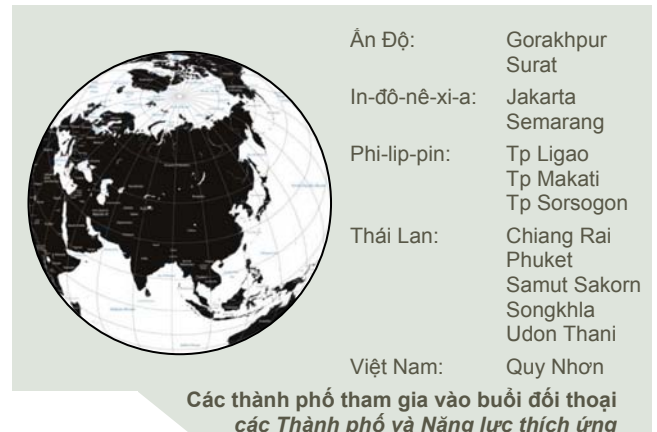 Ấn Độ: Gorakhpur
Surat
In-đô-nê-xi-a: Jakarta
Semarang
Phi-lip-pin: Tp Ligao
Tp Makati
Tp Sorsogon
Thái Lan: Chiang Rai
Phuket
Samut Sakorn
Songkhla
Udon Thani
Việt Nam: Quy Nhơn
Các thành phố tham gia vào buổi đối thoại
các Thành phố và Năng lực thích ứng